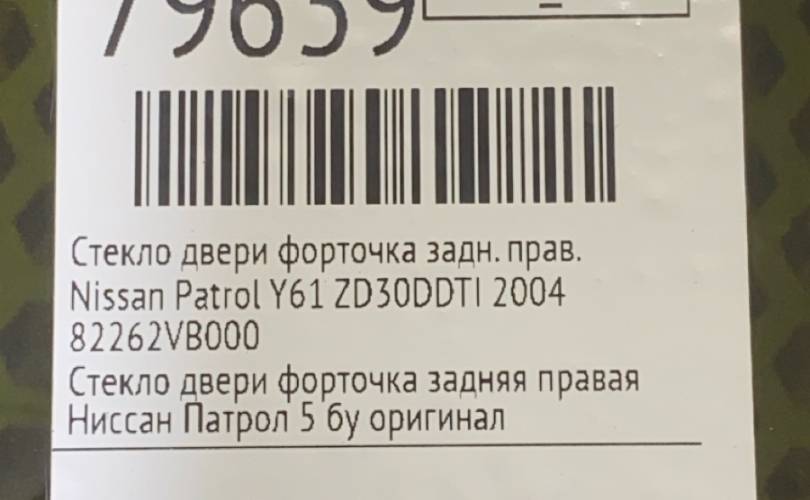 79659
Стекло двери форточка задн. прав.
Nissan Patrol Y61 ZD30DDTI 2004
82262VB000
Стекло двери форточка задняя правая
Ниссан Патрол 5 бу оригинал